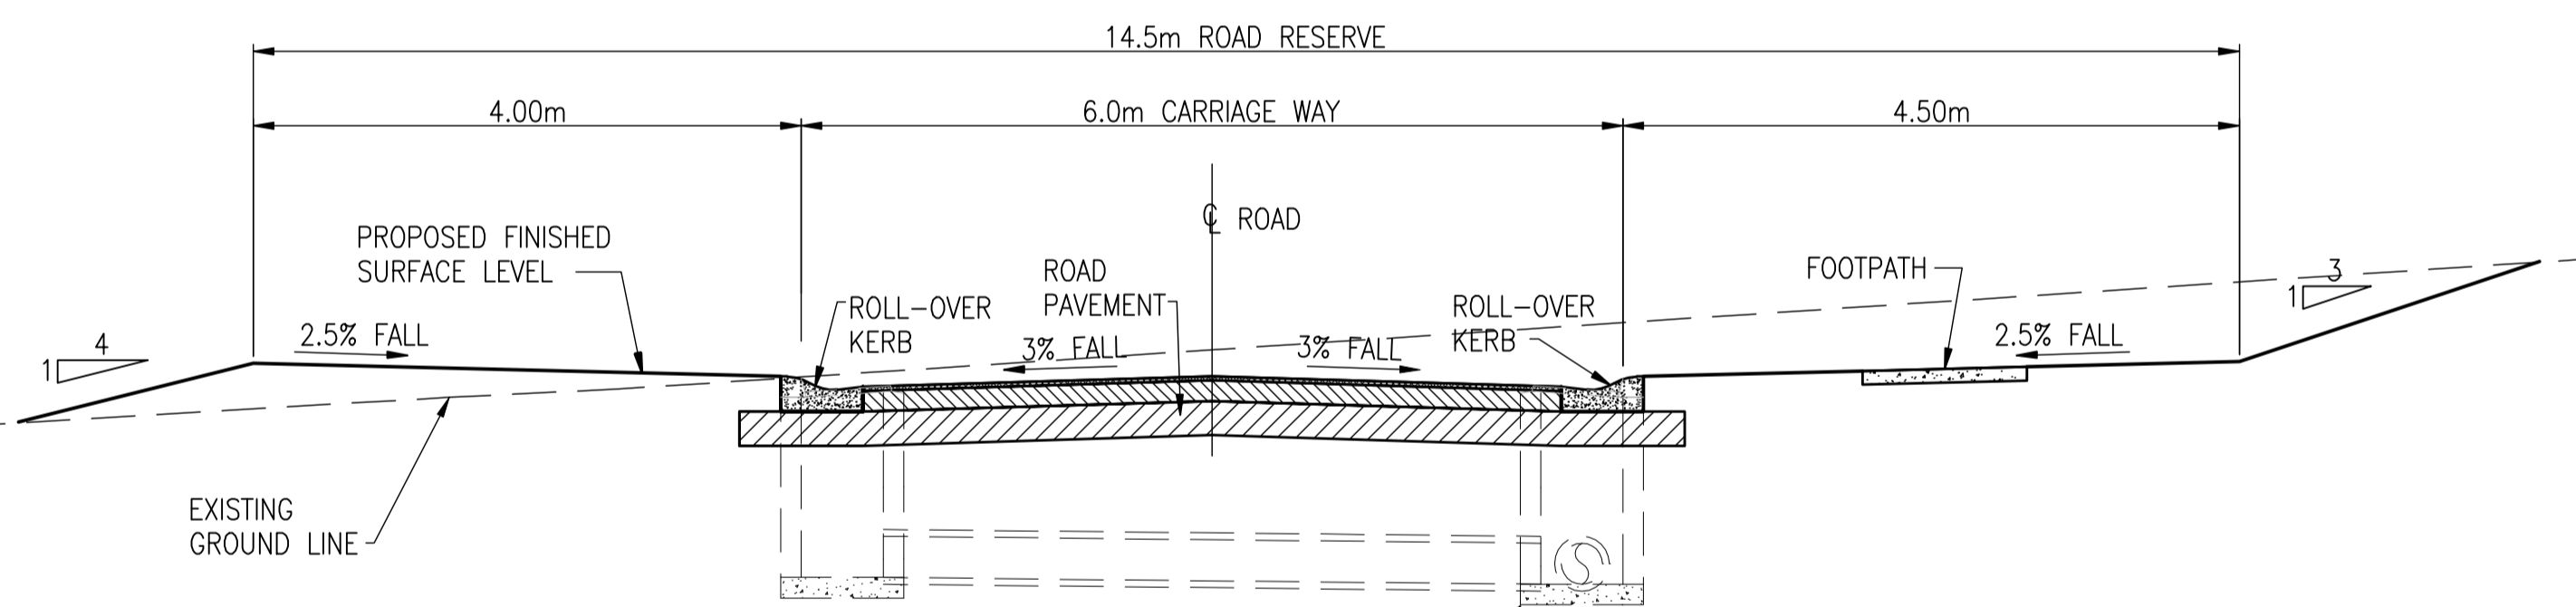 14.5m ROAD RESERVE
4.00m
6.0m CARRIAGE WAY
4.50m
℄ ROAD
PROPOSED FINISHED
SURFACE LEVEL
ROAD
PAVEMENT
FOOTPATH
3
1
ROLL-OVER
KERB
ROLL-OVER
KERB
4
1
2.5% FALL
3% FALL
3% FALL
2.5% FALL
EXISTING
GROUND LINE
S